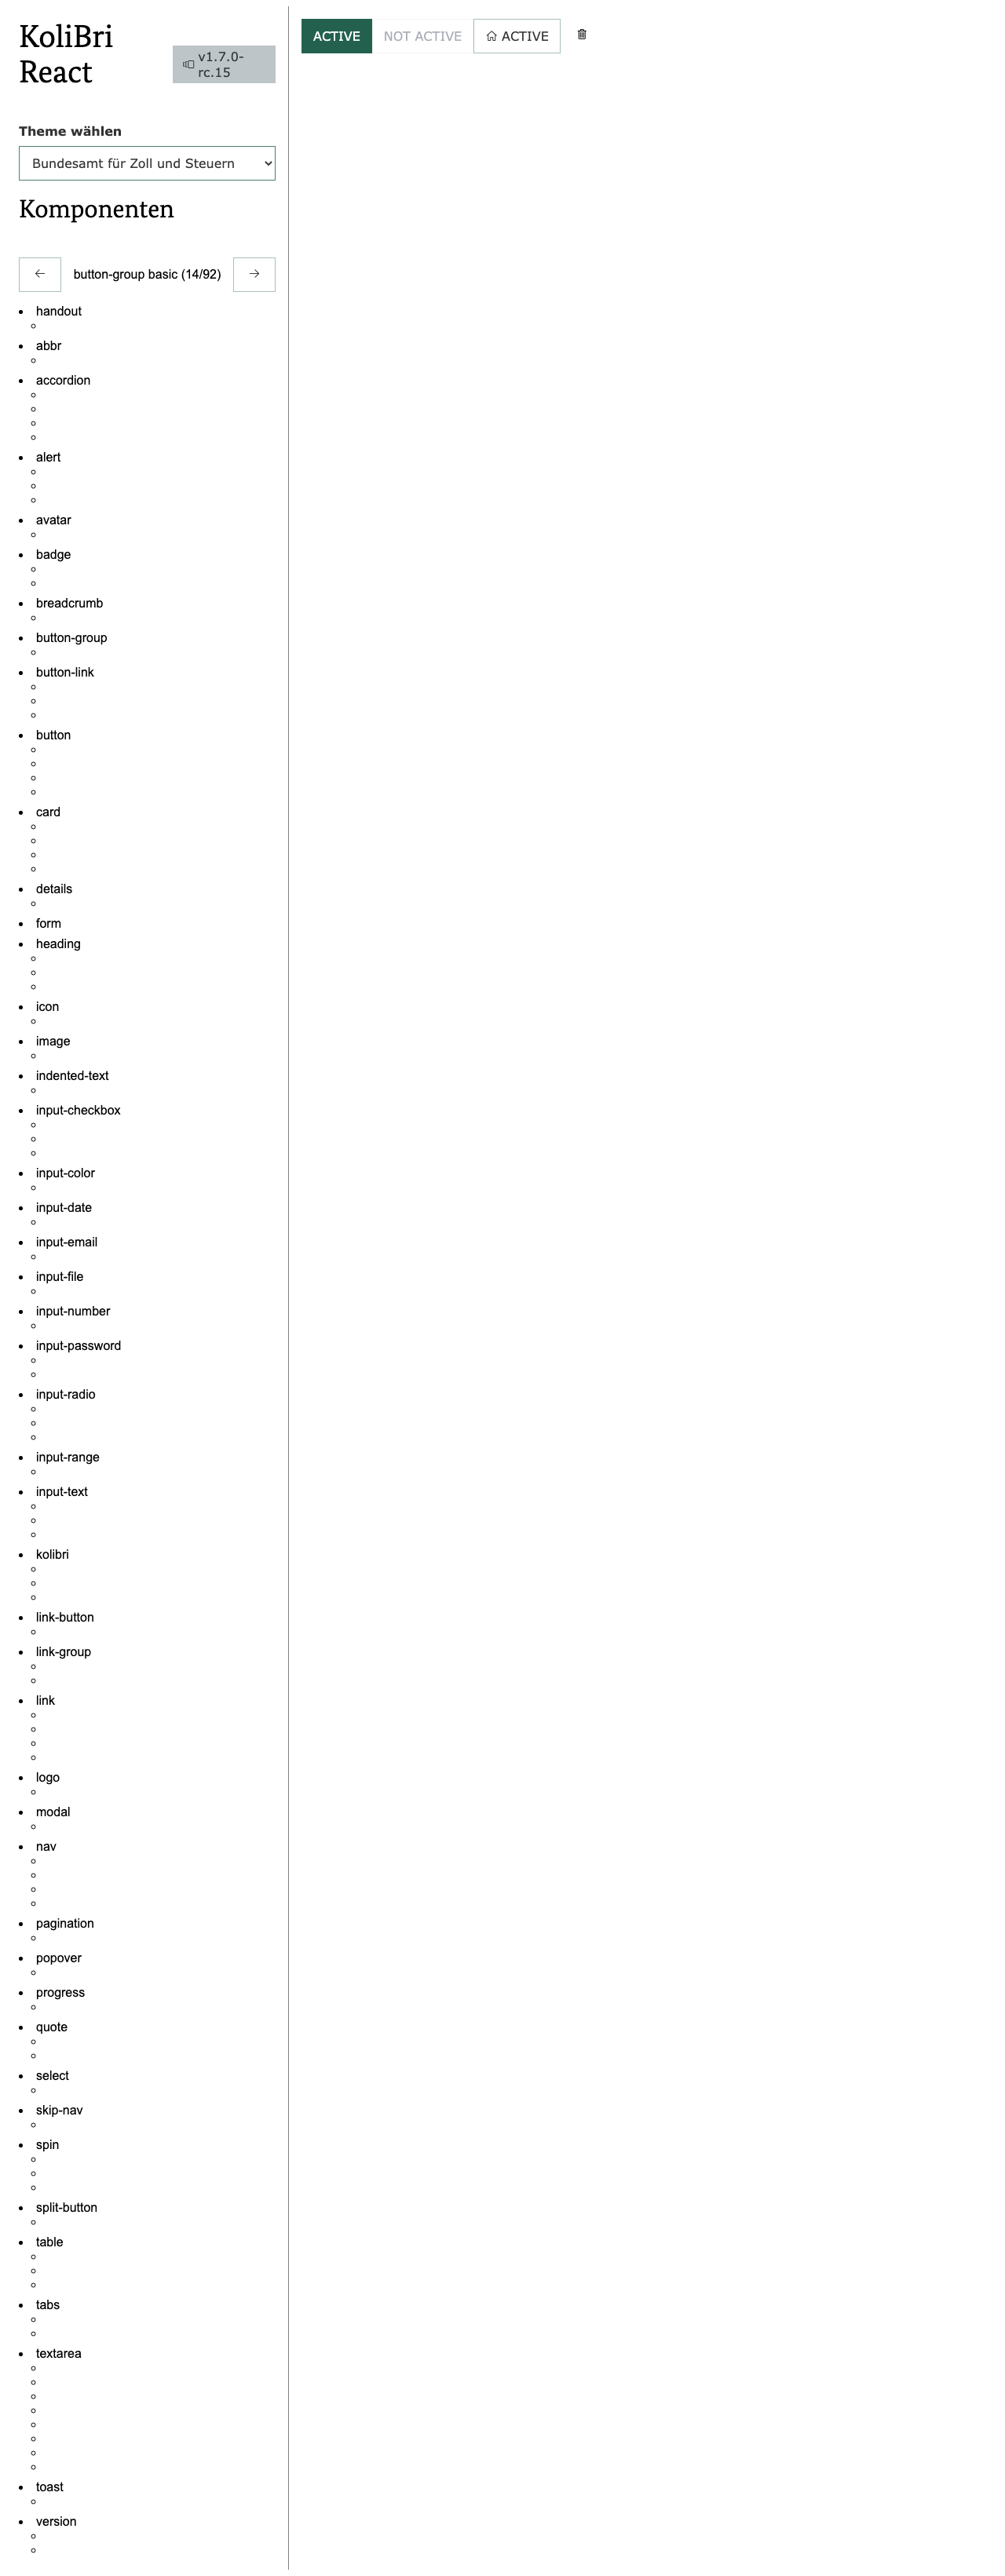 KoliBri
React
v1.7.0-
rc.15
Theme wählen
Bundesamt für Zoll und Steuern
Komponenten
button-group basic (14/92)
handout
abbr
accordion
alert
avatar
badge
breadcrumb
button-group
button-link
button
card
details
form
heading
icon
image
indented-text
input-checkbox
input-color
input-date
input-email
input-file
input-number
input-password
input-radio
input-range
input-text
kolibri
link-button
link-group
link
logo
modal
nav
pagination
popover
progress
quote
select
skip-nav
spin
split-button
table
tabs
textarea
toast
version
ACTIVE NOT ACTIVE ACTIVE